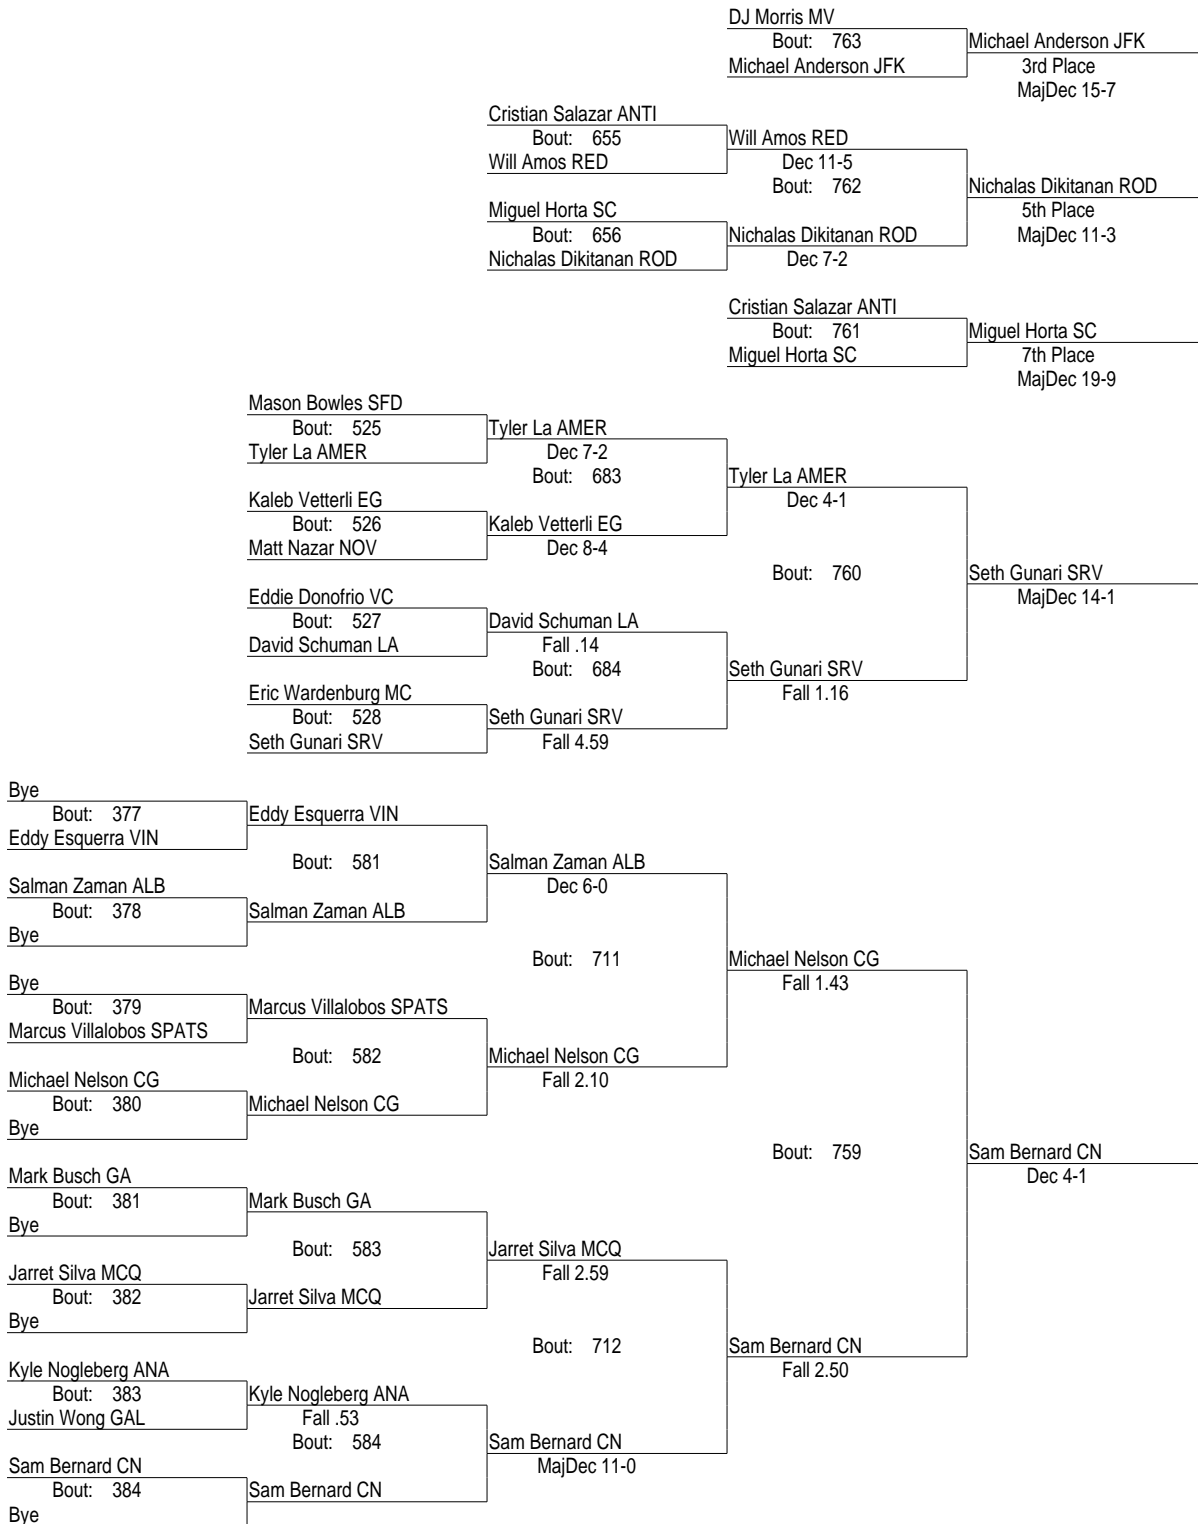 DJ Morris MV
Bout: 763
Michael Anderson JFK
Michael Anderson JFK
3rd Place
MajDec 15-7
Cristian Salazar ANTI
Bout: 655
Will Amos RED
Will Amos RED
Dec 11-5
Bout: 762
Nichalas Dikitanan ROD
5th Place
MajDec 11-3
Miguel Horta SC
Bout: 656
Nichalas Dikitanan ROD
Nichalas Dikitanan ROD
Dec 7-2
Cristian Salazar ANTI
Bout: 761
Miguel Horta SC
Miguel Horta SC
7th Place
MajDec 19-9
Mason Bowles SFD
Bout: 525
Tyler La AMER
Tyler La AMER
Dec 7-2
Bout: 683
Tyler La AMER
Dec 4-1
Kaleb Vetterli EG
Bout: 526
Matt Nazar NOV
Kaleb Vetterli EG
Dec 8-4
Bout: 760
Seth Gunari SRV
MajDec 14-1
Eddie Donofrio VC
Bout: 527
David Schuman LA
David Schuman LA
Fall .14
Bout: 684
Seth Gunari SRV
Fall 1.16
Eric Wardenburg MC
Bout: 528
Seth Gunari SRV
Seth Gunari SRV
Fall 4.59
Bye
Bout: 377
Eddy Esquerra VIN
Eddy Esquerra VIN
Bout: 581
Salman Zaman ALB
Dec 6-0
Salman Zaman ALB
Bout: 378
Bye
Salman Zaman ALB
Bout: 711
Michael Nelson CG
Fall 1.43
Bye
Bout: 379
Marcus Villalobos SPATS
Marcus Villalobos SPATS
Bout: 582
Michael Nelson CG
Fall 2.10
Michael Nelson CG
Bout: 380
Bye
Michael Nelson CG
Bout: 759
Sam Bernard CN
Dec 4-1
Mark Busch GA
Bout: 381
Bye
Mark Busch GA
Bout: 583
Jarret Silva MCQ
Fall 2.59
Jarret Silva MCQ
Bout: 382
Bye
Jarret Silva MCQ
Bout: 712
Sam Bernard CN
Fall 2.50
Kyle Nogleberg ANA
Bout: 383
Justin Wong GAL
Kyle Nogleberg ANA
Fall .53
Bout: 584
Sam Bernard CN
MajDec 11-0
Sam Bernard CN
Bout: 384
Bye
Sam Bernard CN